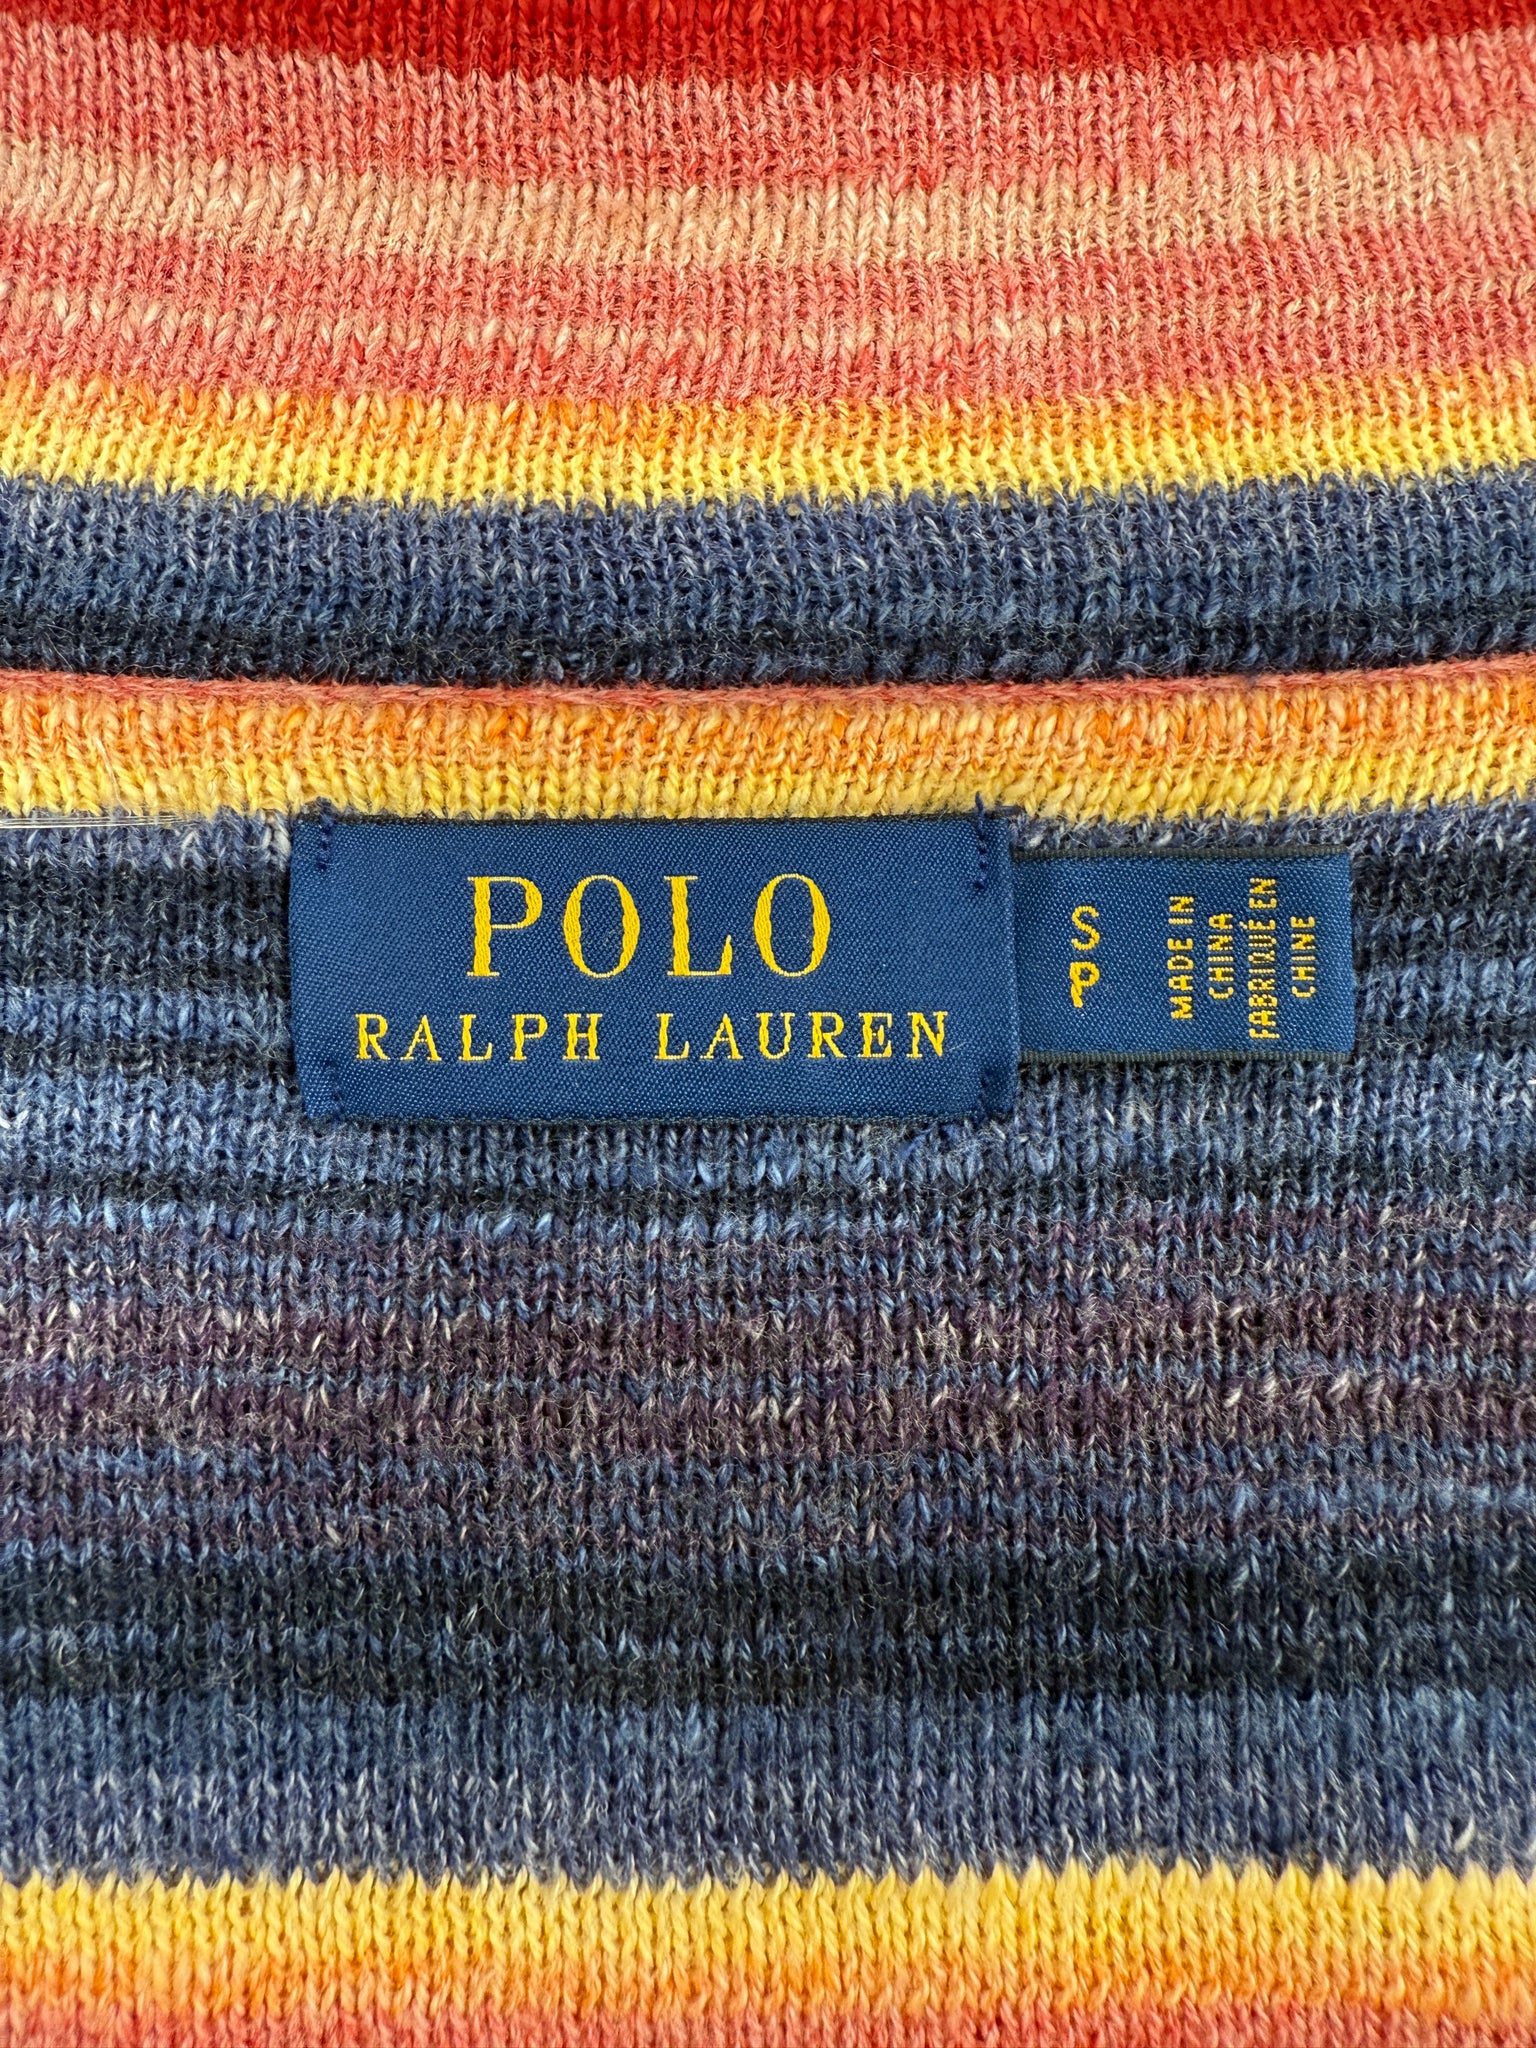 POLO
RALPH LAUREN
S
P
MADE IN
CHINA
FABRIQUÉ EN
CHINE